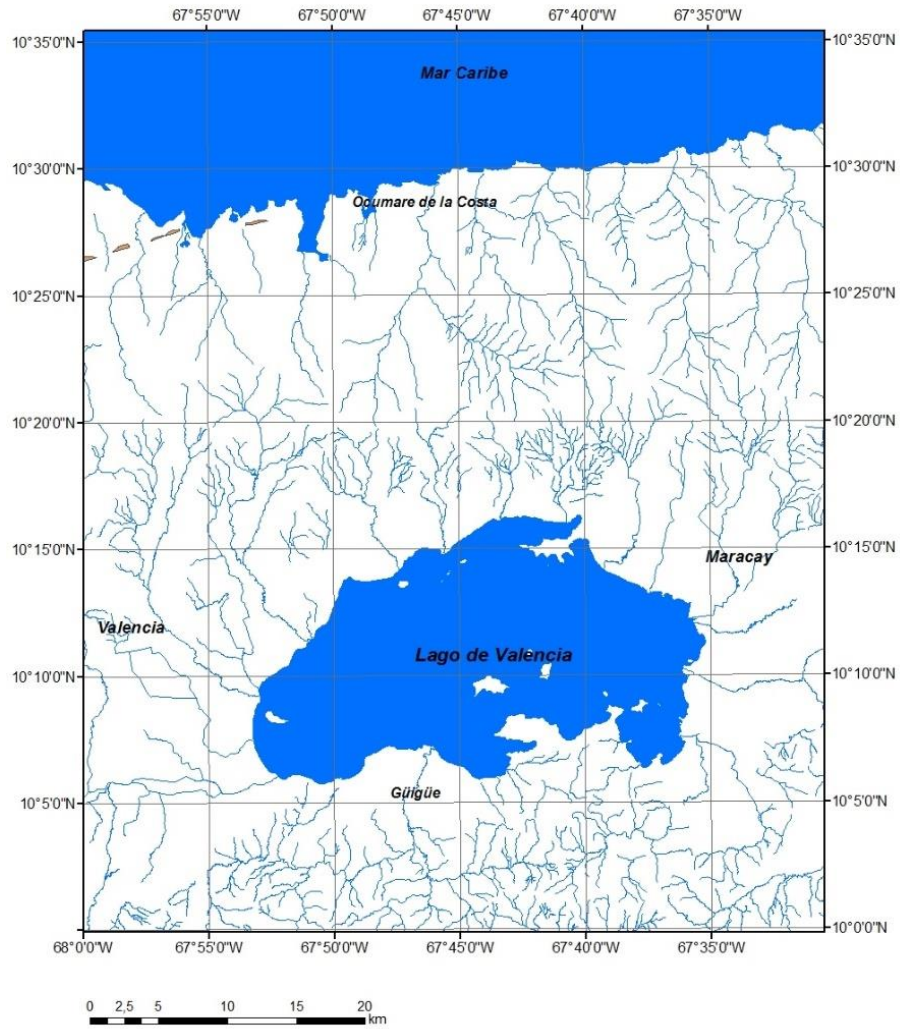 67°55'0"W 67°50'0"W 67°45'0"W 67°40'0"W 67°35'0"W
10°35'0"N 10°35'0"N
Mar Caribe
10°30'0"N 10°30'0"N
Ocumare de la Costa
10°25'0"N 10°25'0"N
10°20'0"N 10°20'0"N
10°15'0"N 10°15'0"N
Maracay
Valencia
Lago de Valencia
10°10'0"N 10°10'0"N
Güigüe
10°5'0"N 10°5'0"N
10°0'0"N
68°0'0"W 67°55'0"W 67°50'0"W 67°45'0"W 67°40'0"W 67°35'0"W
0 2,5 5 10 15 20
km